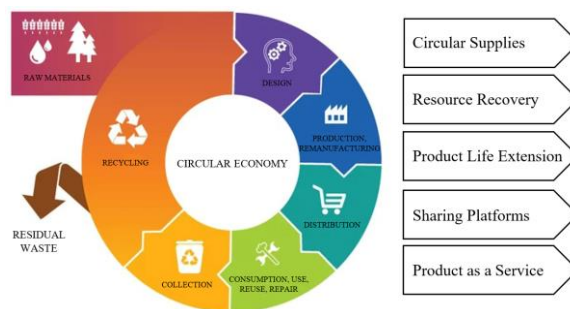 RAW MATERIALS
DESIGN
PRODUCTION,
REMANUFACTURING
RECYCLING
CIRCULAR ECONOMY
DISTRIBUTION
RESIDUAL
WASTE
COLLECTION
CONSUMPTION, USE,
REUSE, REPAIR
Circular Supplies
Resource Recovery
Product Life Extension
Sharing Platforms
Product as a Service